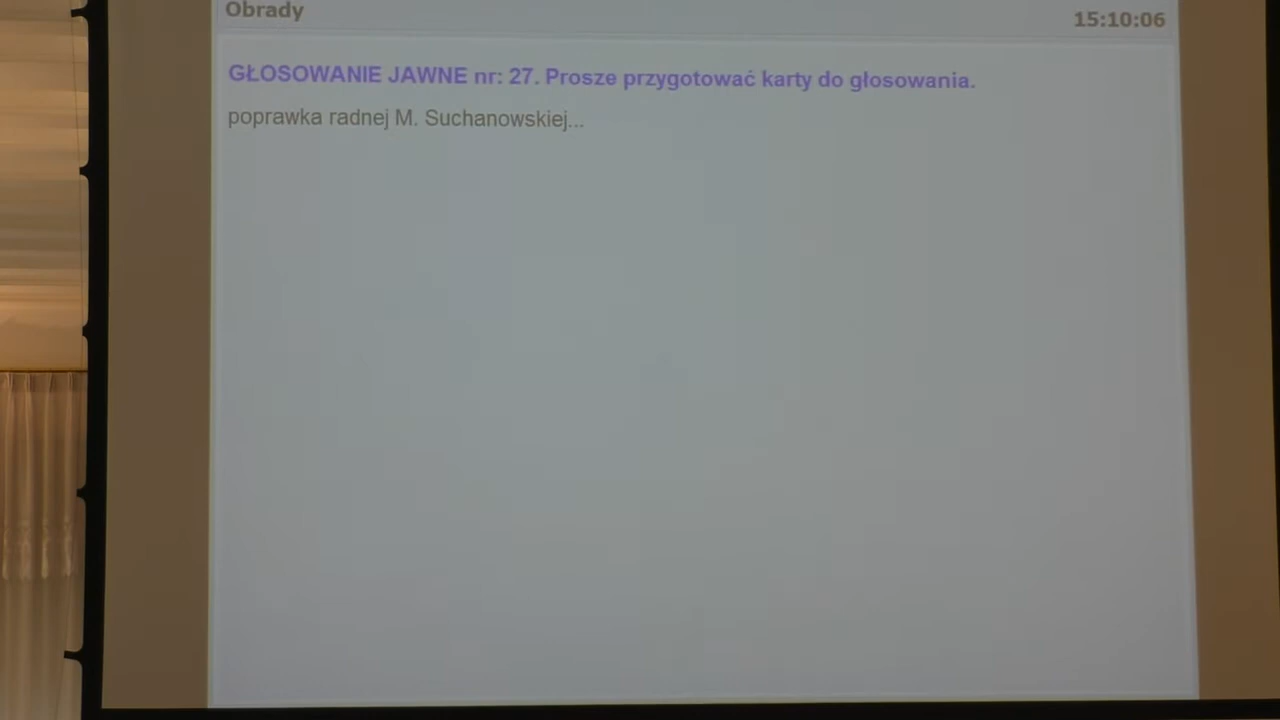 Obrady
15:10:06
GŁOSOWANIE JAWNE nr: 27. Prosze przygotować karty do głosowania.
poprawka radnej M. Suchanowskiej...